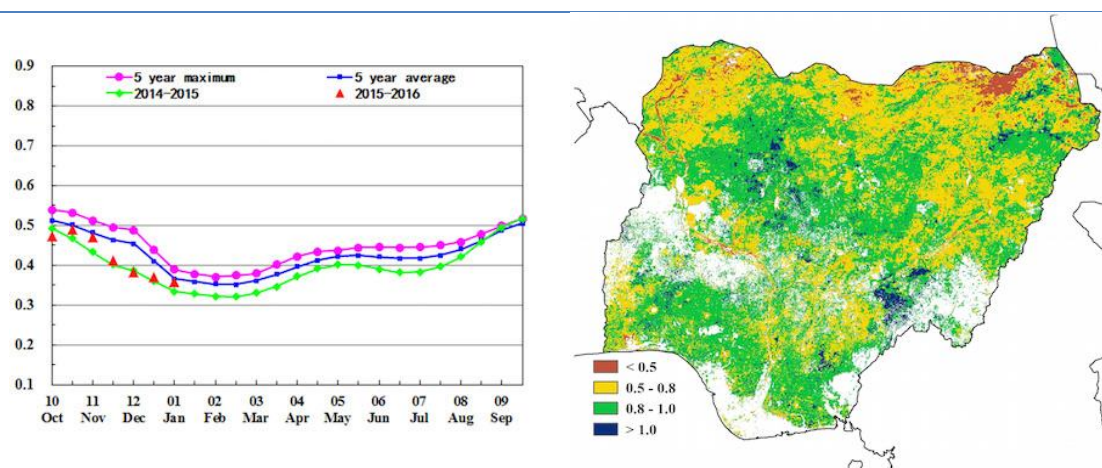 0.9
0.8
0.7
0.6
0.5
0.4
0.3
0.2
0.1
5 year maximum
5 year average
2014-2015
2015-2016
10 11 12 01 02 03 04 05 06 07 08 09
Oct Nov Dec Jan Feb Mar Apr May Jun Jul Aug Sep
< 0.5
0.5 - 0.8
0.8 - 1.0
> 1.0